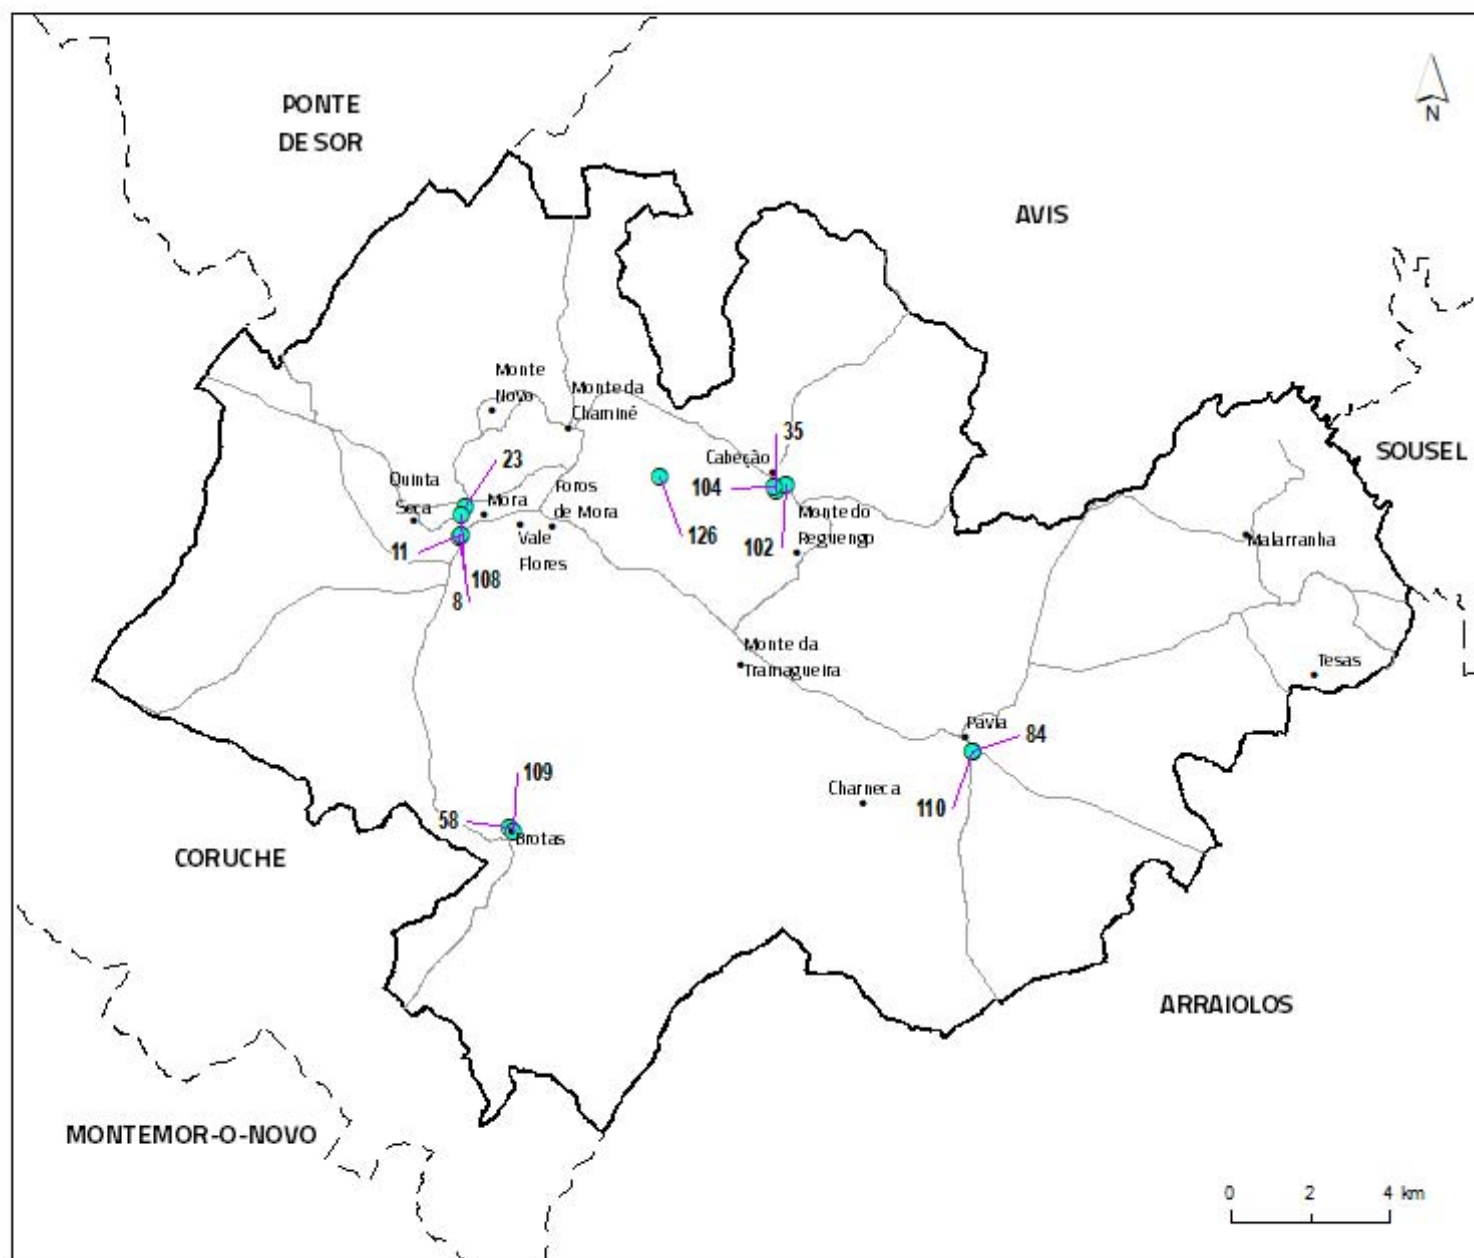 PONTE
DE SOR
N
AVIS
SOUSEL
Monte
Novo
Monte da
Chaminé
35
Cabeção
23
Quinta
Seca
Mora
Foros
de Mora
104
126
102
Monte do
Reguengo
Malarranha
11
Vale
Flores
108
8
Monte da
Tramagueira
Tesas
Pavia
84
109
Charneca
110
58
Brotas
CORUCHE
ARRAIOLOS
MONTEMOR-O-NOVO
0 2 4 km